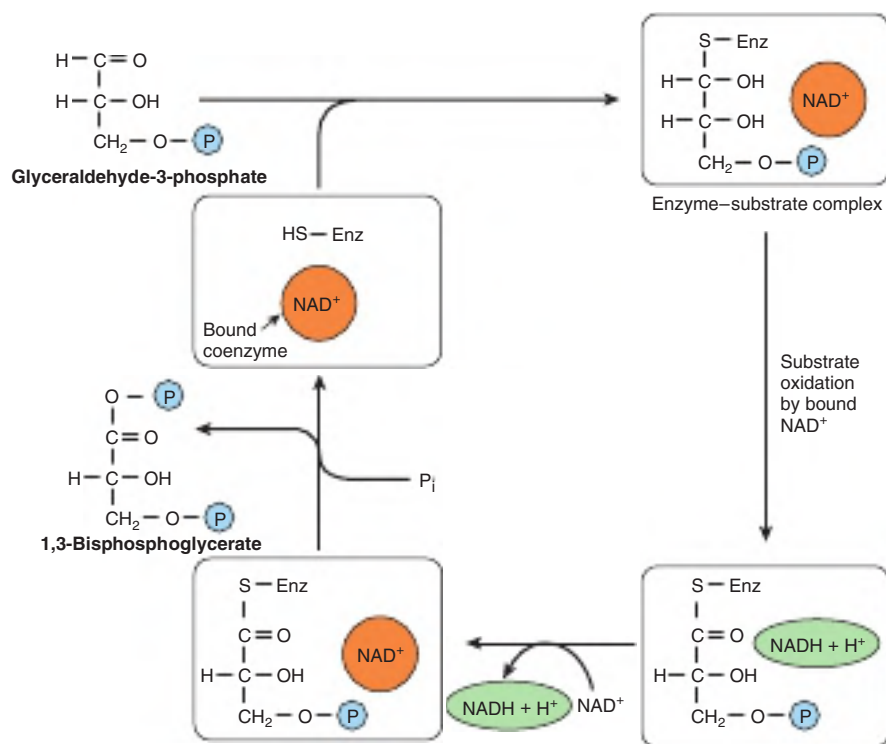 H–C=O
H–C–OH
CH₂–O–P
Glyceraldehyde-3-phosphate
S–Enz
H–C–OH
H–C–OH
CH₂–O–P
NAD⁺
Enzyme–substrate complex
HS–Enz
NAD⁺
Bound
coenzyme
Substrate
oxidation
by bound
NAD⁺
O–P
C=O
H–C–OH
CH₂–O–P
1,3-Bisphosphoglycerate
Pᵢ
S–Enz
C=O
H–C–OH
CH₂–O–P
NAD⁺
NADH + H⁺
NAD⁺
S–Enz
C=O
H–C–OH
CH₂–O–P
NADH + H⁺